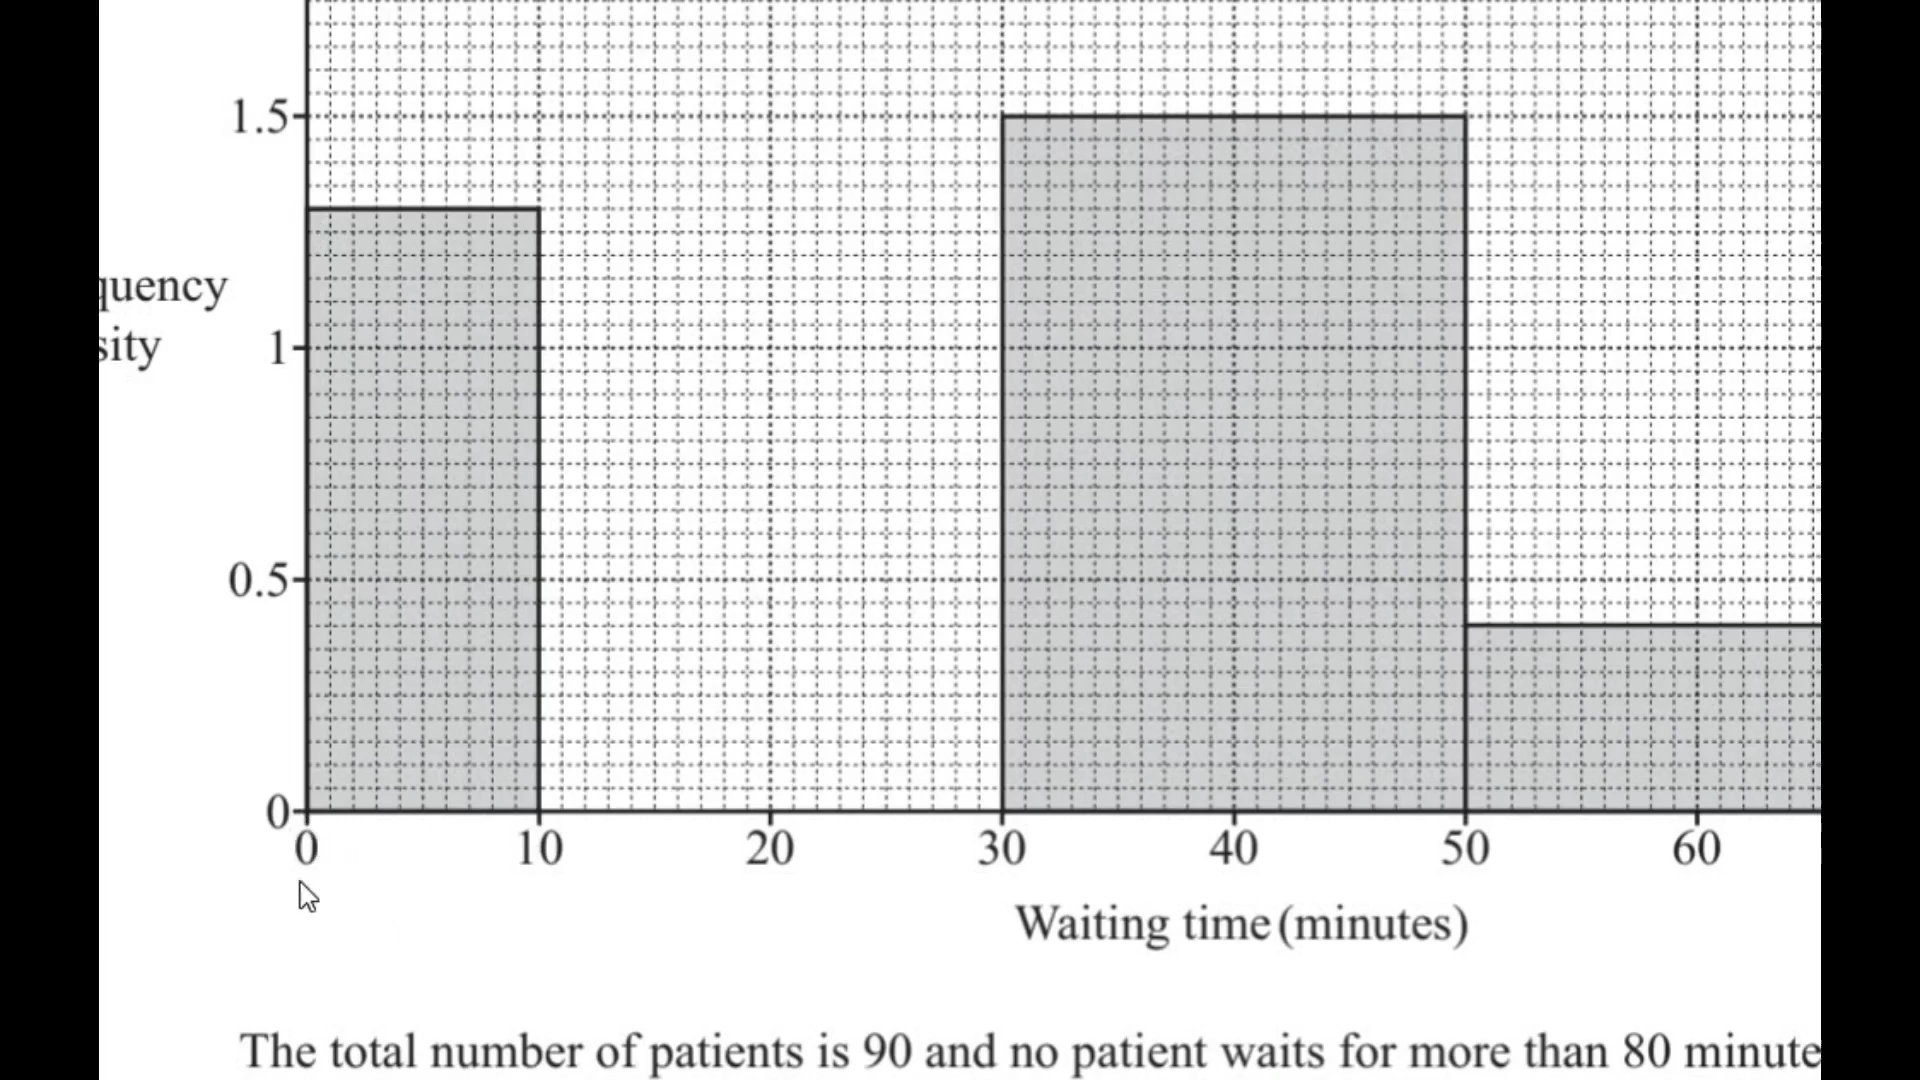 1.5
quency
sity
1
0.5
0
0 10 20 30 40 50 60
Waiting time (minutes)
The total number of patients is 90 and no patient waits for more than 80 minute